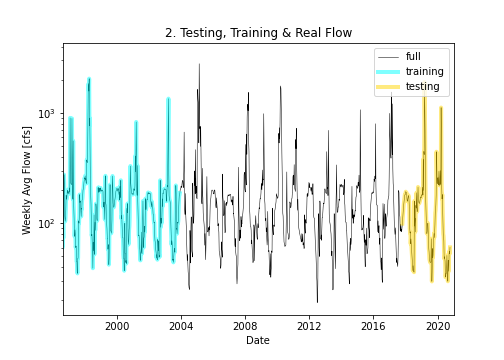 2. Testing, Training & Real Flow
full
training
testing
Weekly Avg Flow [cfs]
10³
10²
2000
2004
2008
2012
2016
2020
Date